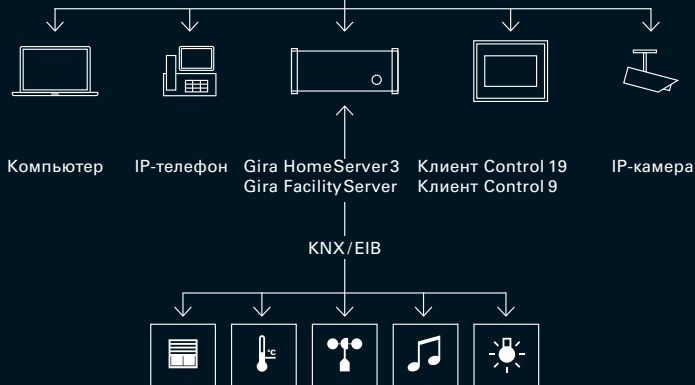 Компьютер
IP-телефон
Gira HomeServer 3
Gira FacilityServer
Клиент Control 19
Клиент Control 9
IP-камера
KNX/EIB
°C